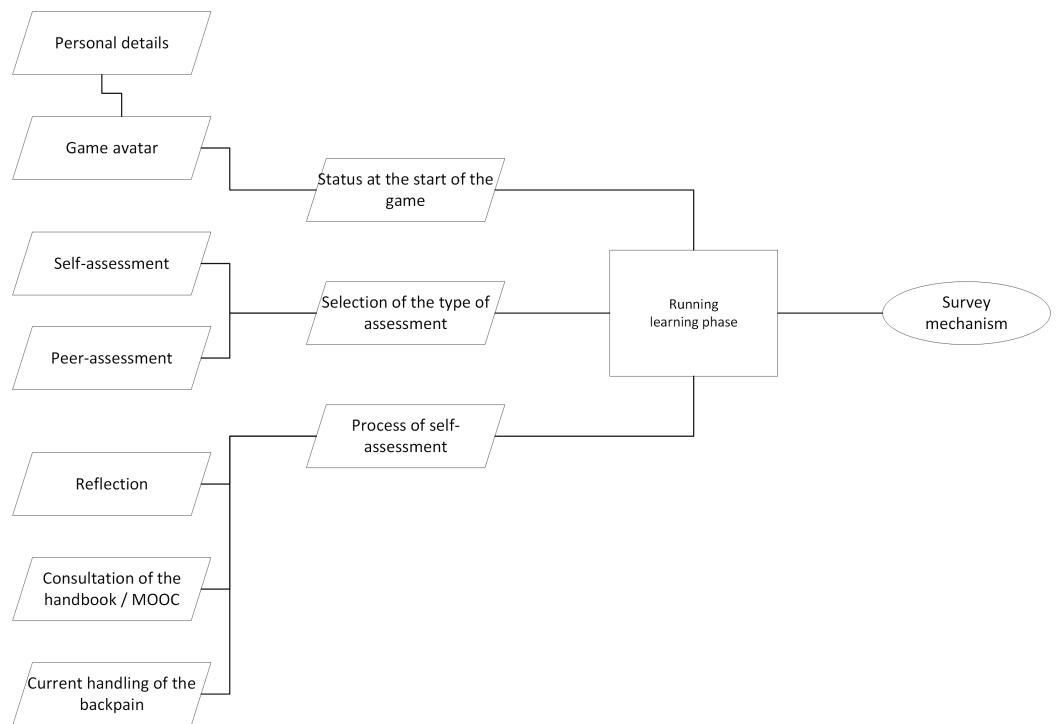 Personal details
Game avatar
Status at the start of the
game
Self-assessment
Selection of the type of
assessment
Peer-assessment
Running
learning phase
Survey
mechanism
Process of self-
assessment
Reflection
Consultation of the
handbook / MOOC
Current handling of the
backpain